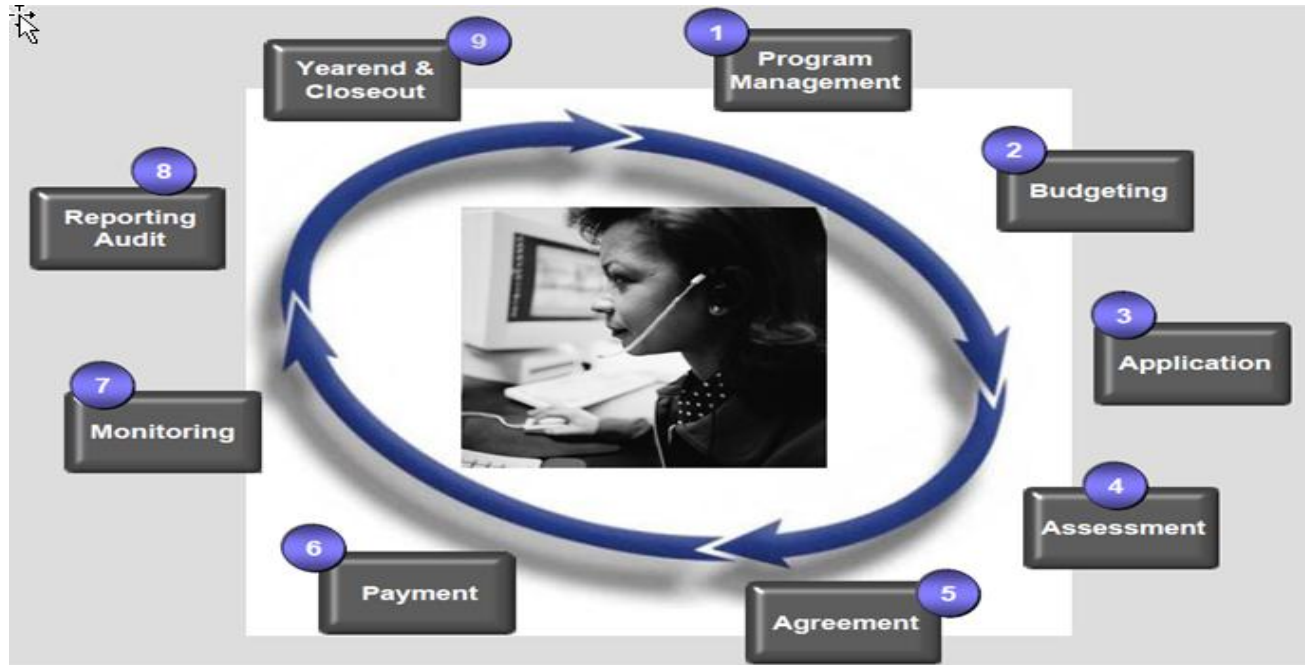 1
Program
Management
2
Budgeting
3
Application
4
Assessment
5
Agreement
6
Payment
7
Monitoring
8
Reporting
Audit
9
Yearend &
Closeout